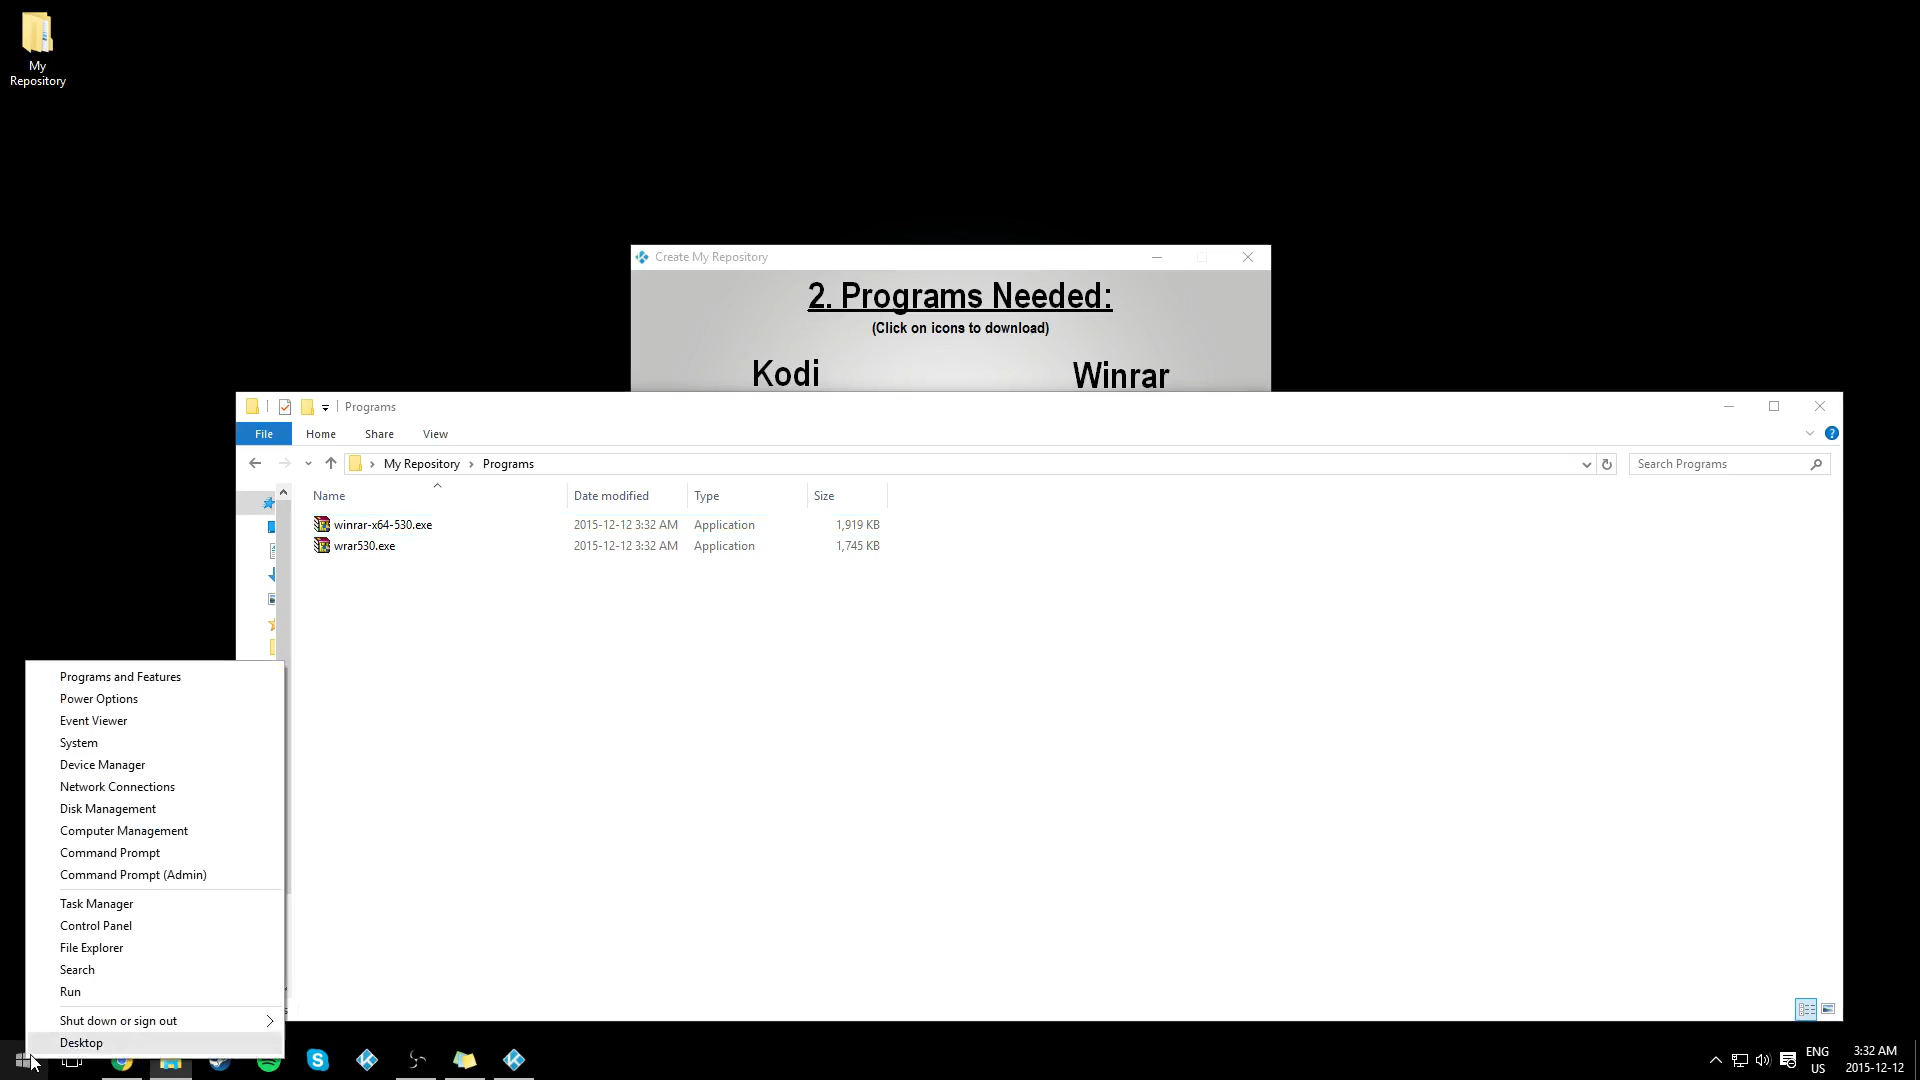 My
Repository
Create My Repository
2. Programs Needed:
(Click on icons to download)
Kodi
Winrar
Programs
File
Home
Share
View
My Repository
Programs
Search Programs
Name
Date modified
Type
Size
winrar-x64-530.exe
2015-12-12 3:32 AM
Application
1,919 KB
wrar530.exe
2015-12-12 3:32 AM
Application
1,745 KB
Programs and Features
Power Options
Event Viewer
System
Device Manager
Network Connections
Disk Management
Computer Management
Command Prompt
Command Prompt (Admin)
Task Manager
Control Panel
File Explorer
Search
Run
Shut down or sign out
Desktop
ENG
US
3:32 AM
2015-12-12